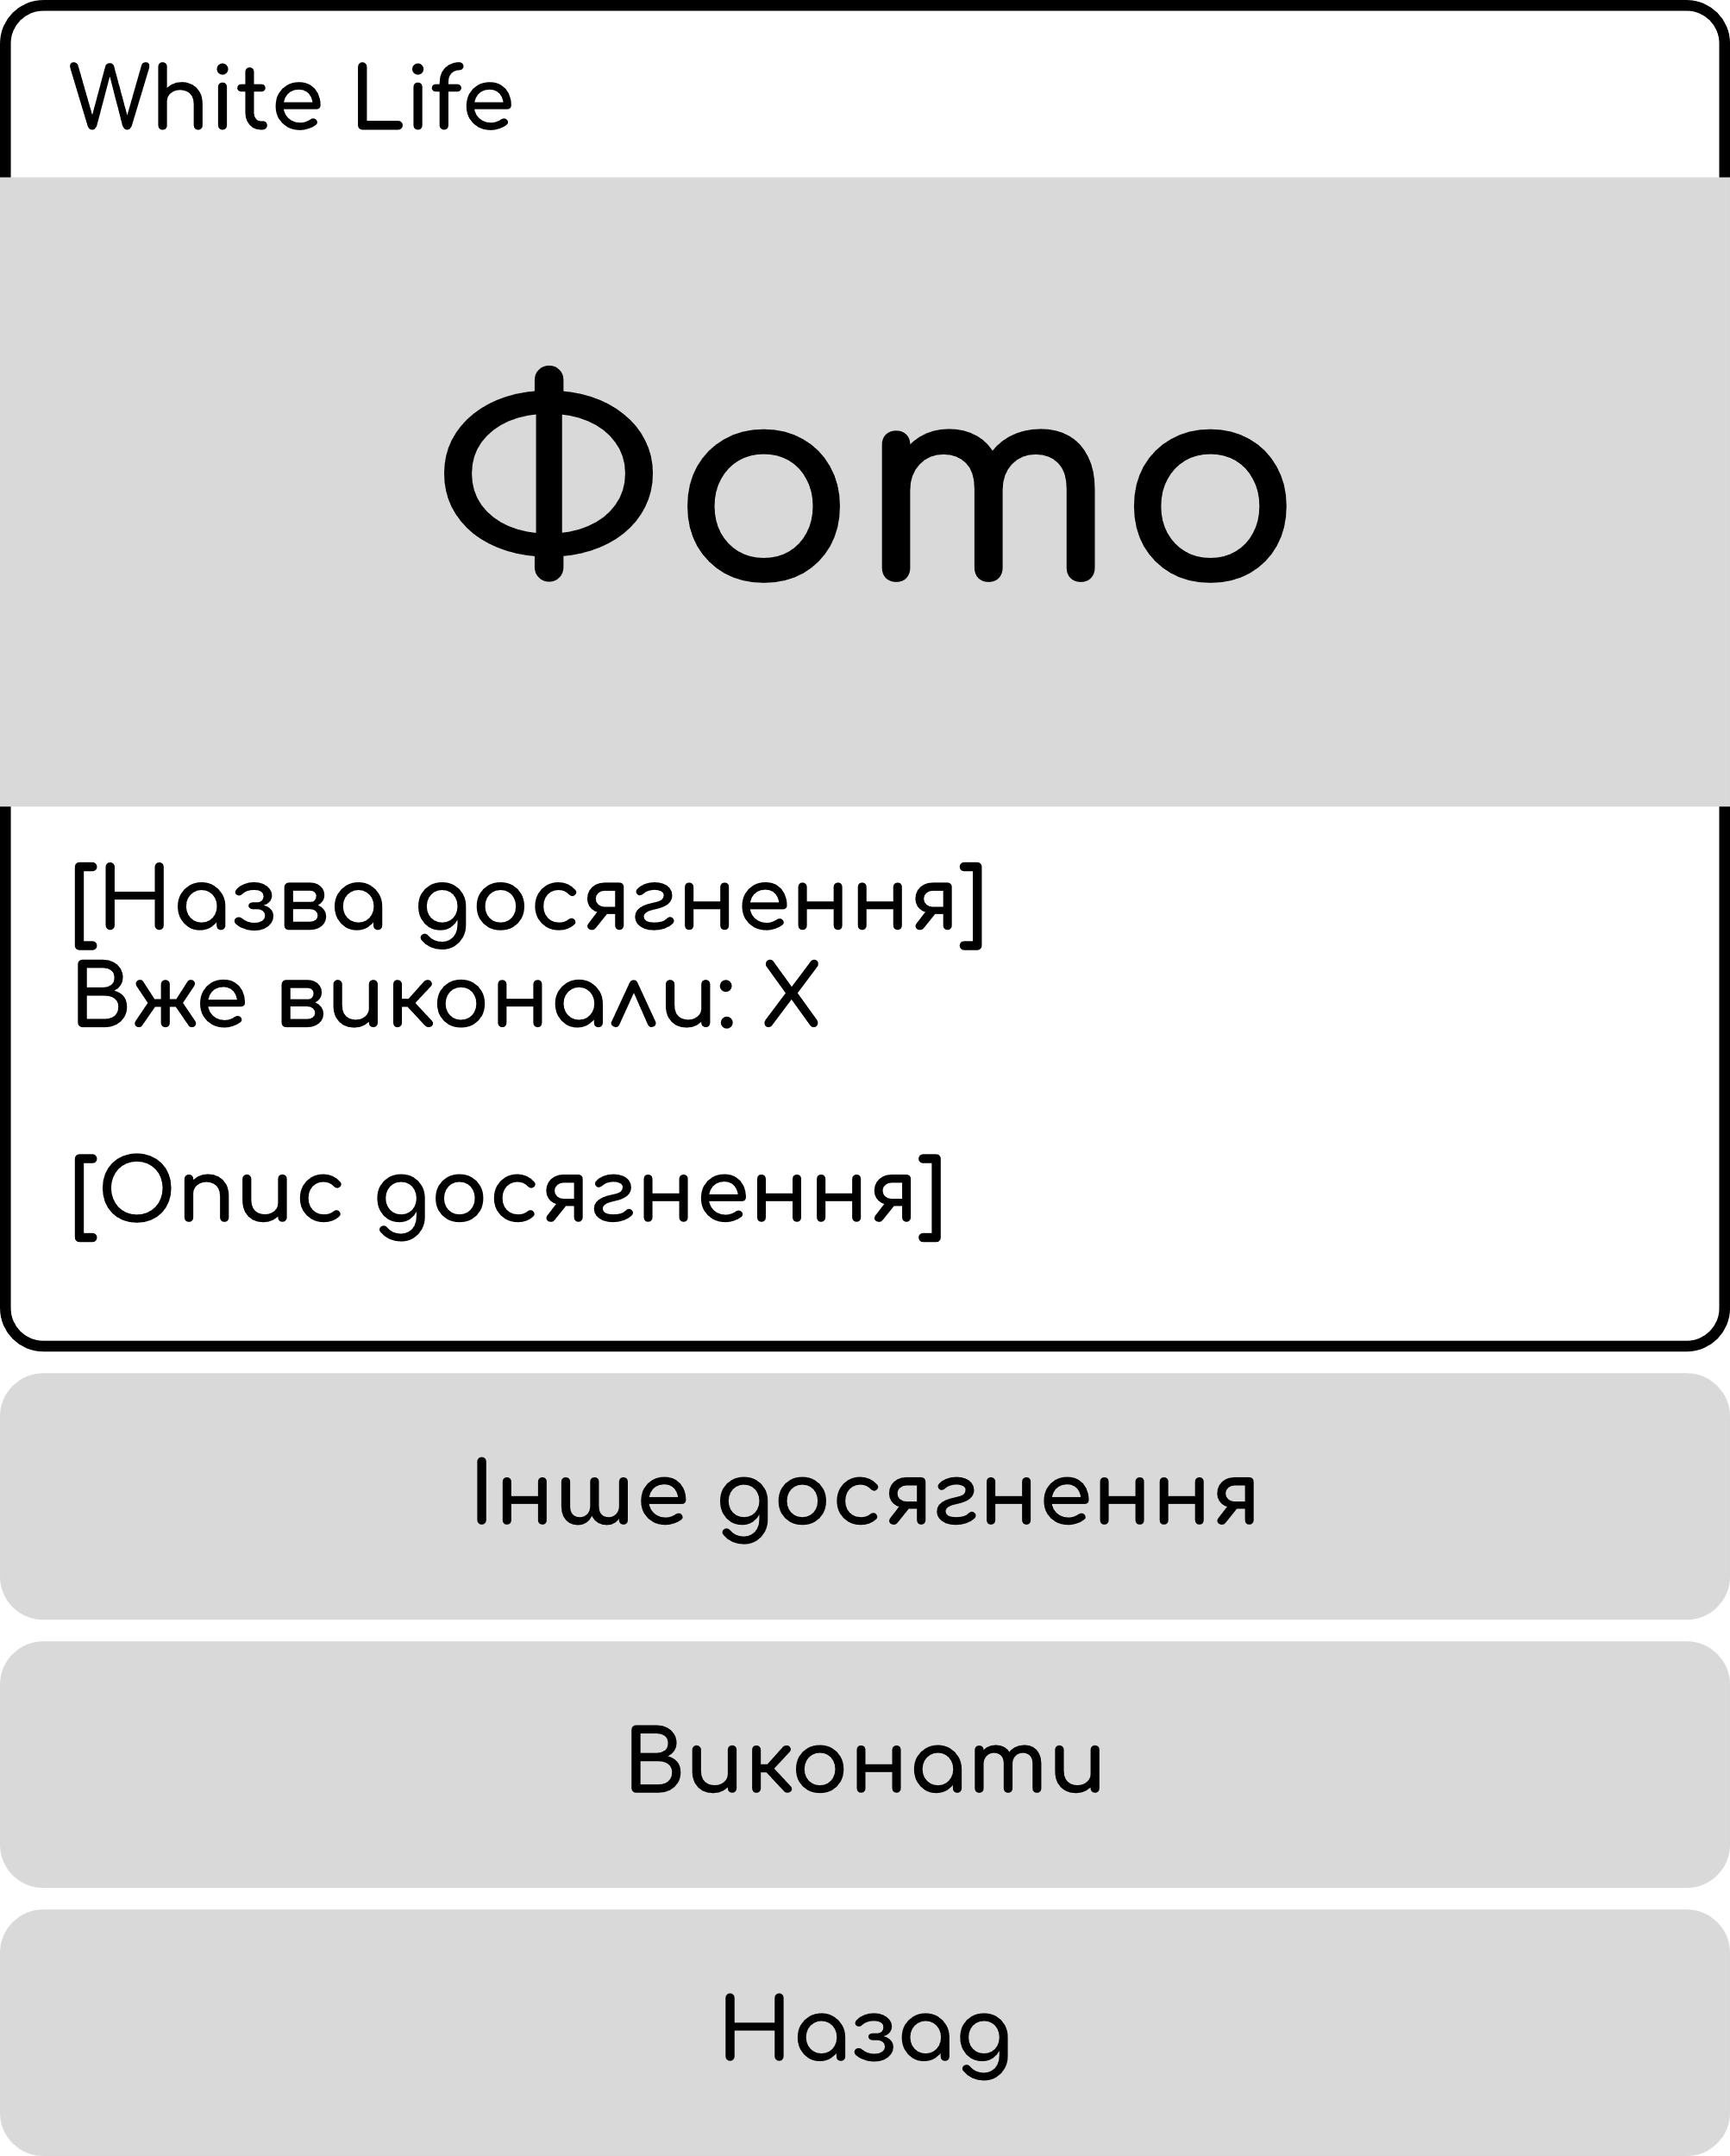 White Life
Фото
[Назва досягнення]
Вже виконали: X
[Опис досягнення]
Інше досягнення
Виконати
Назад